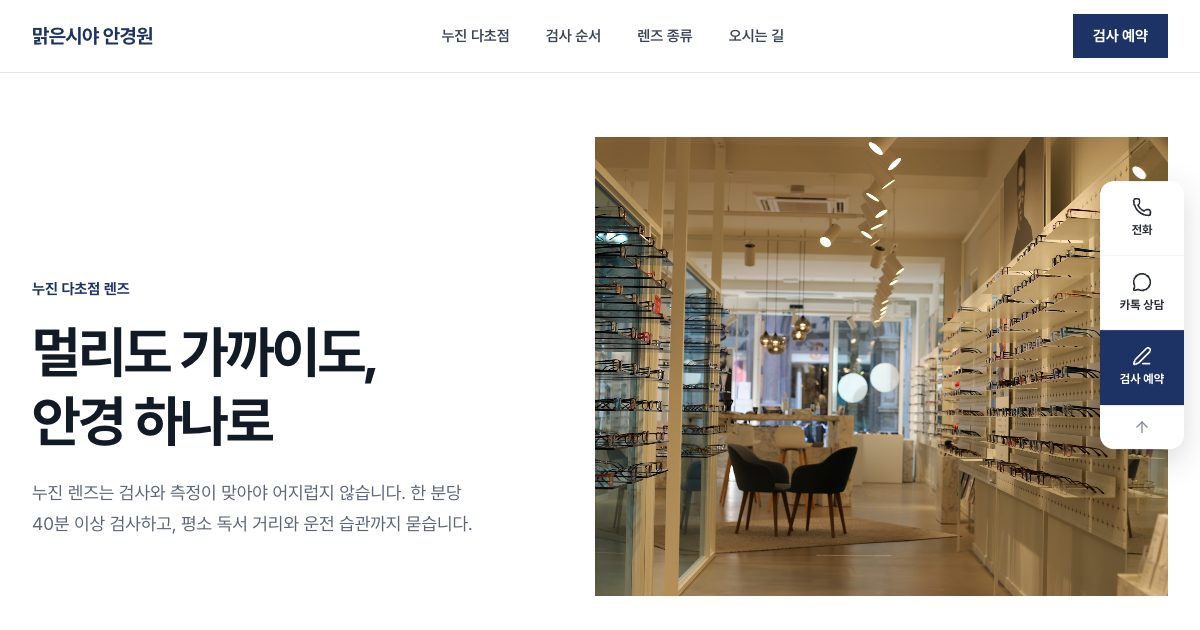 맑은시야 안경원
누진 다초점
검사 순서
렌즈 종류
오시는 길
검사 예약
누진 다초점 렌즈
멀리도 가까이도,
안경 하나로
누진 렌즈는 검사와 측정이 맞아야 어지럽지 않습니다. 한 분당
40분 이상 검사하고, 평소 독서 거리와 운전 습관까지 묻습니다.
전화
카톡 상담
검사 예약